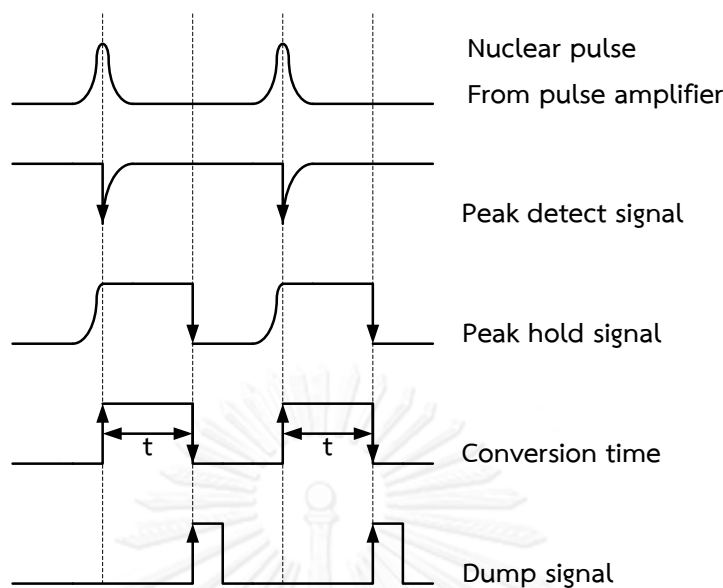 Nuclear pulse
From pulse amplifier
Peak detect signal
Peak hold signal
t
t
Conversion time
Dump signal